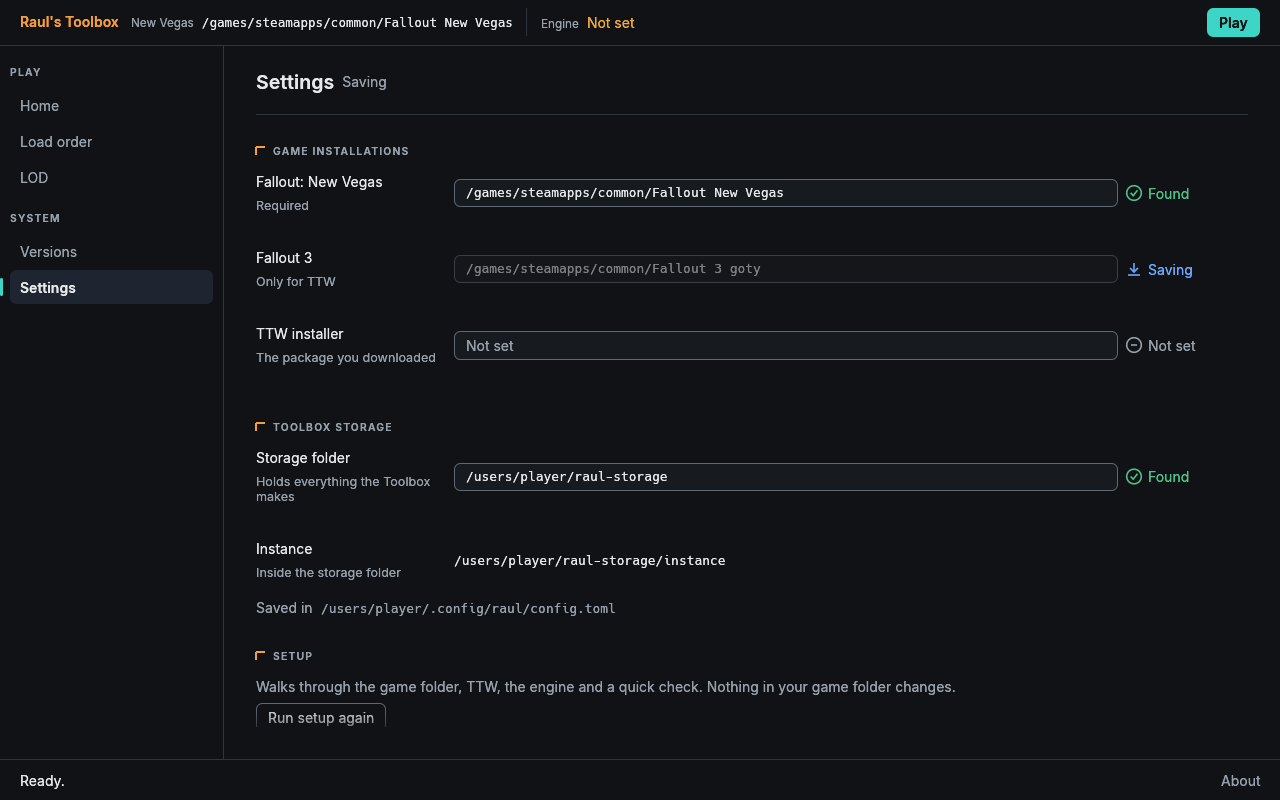 Raul's Toolbox New Vegas /games/steamapps/common/Fallout New Vegas Engine Not set Play
PLAY
Home
Load order
LOD
SYSTEM
Versions
Settings
Settings Saving
GAME INSTALLATIONS
Fallout: New Vegas
Required
/games/steamapps/common/Fallout New Vegas Found
Fallout 3
Only for TTW
/games/steamapps/common/Fallout 3 goty Saving
TTW installer
The package you downloaded
Not set Not set
TOOLBOX STORAGE
Storage folder
Holds everything the Toolbox
makes
/users/player/raul-storage Found
Instance
Inside the storage folder
/users/player/raul-storage/instance
Saved in /users/player/.config/raul/config.toml
SETUP
Walks through the game folder, TTW, the engine and a quick check. Nothing in your game folder changes.
Run setup again
Ready. About